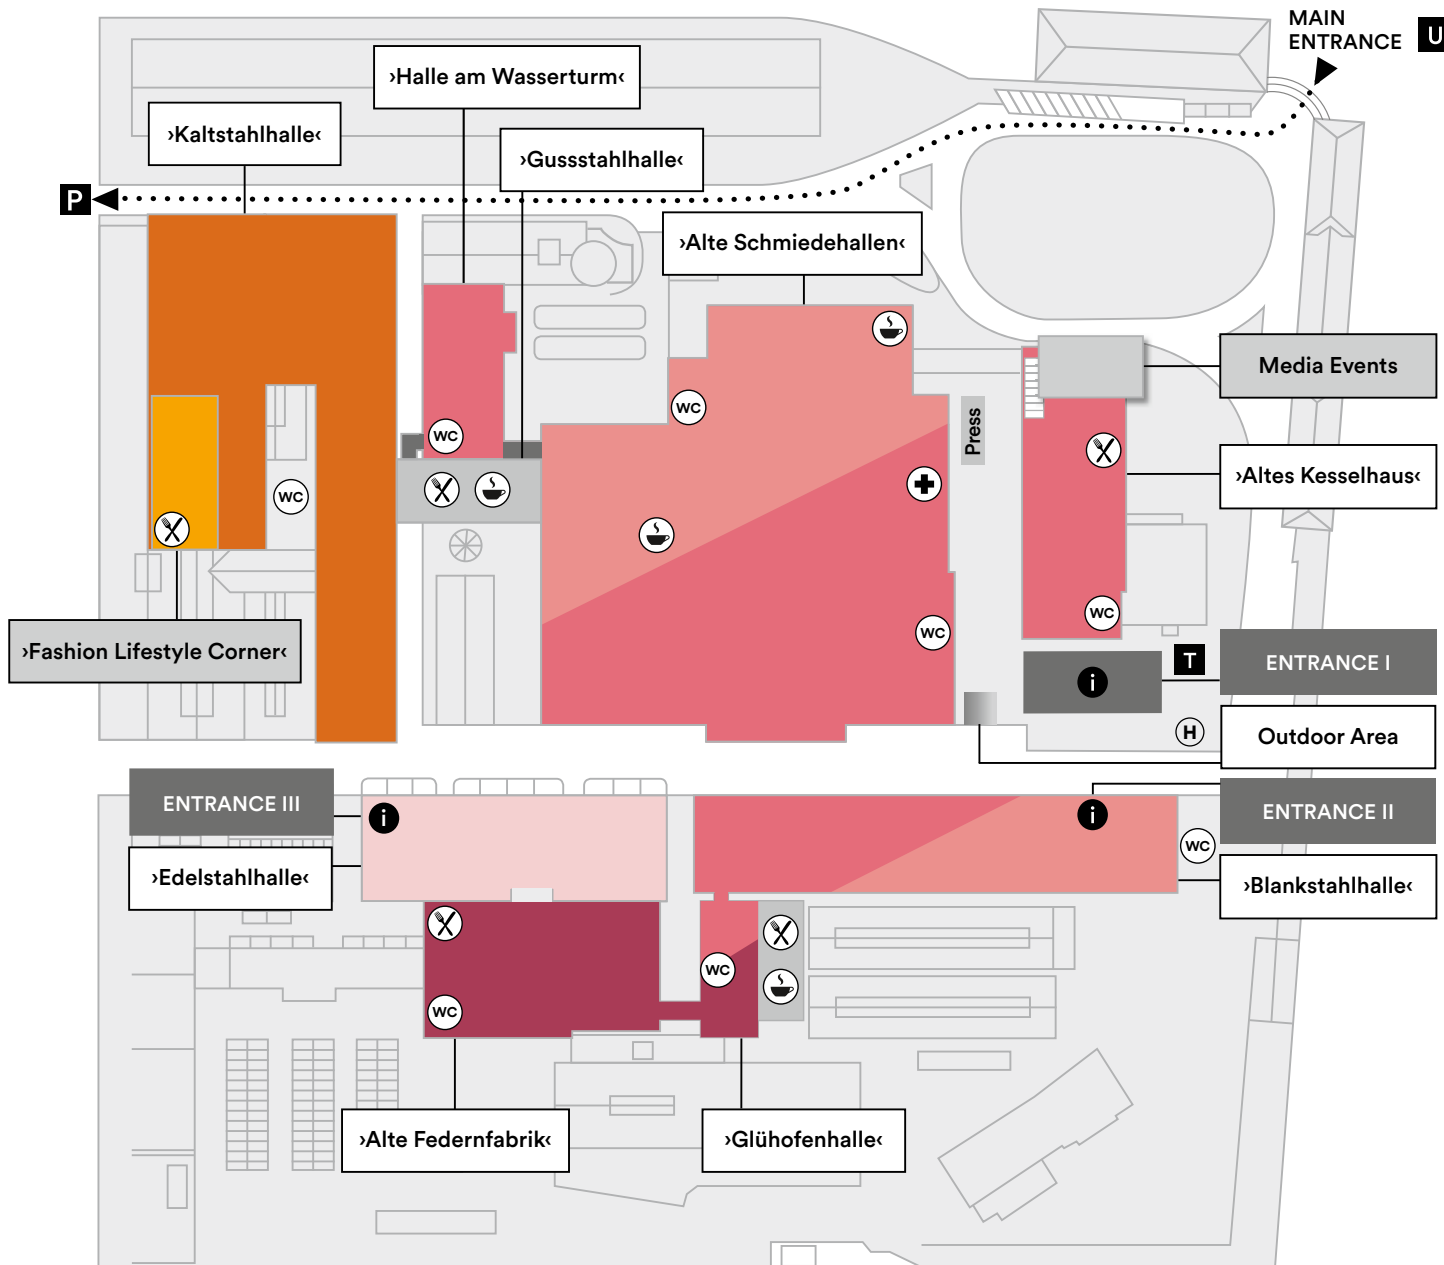 MAIN
ENTRANCE
U
›Halle am Wasserturm‹
›Kaltstahlhalle‹
›Gussstahlhalle‹
P
›Alte Schmiedehallen‹
Media Events
WC
Press
WC
›Altes Kesselhaus‹
WC
WC
WC
›Fashion Lifestyle Corner‹
T
ENTRANCE I
i
H
Outdoor Area
ENTRANCE III
i
i
ENTRANCE II
WC
›Edelstahlhalle‹
›Blankstahlhalle‹
WC
WC
›Alte Federnfabrik‹
›Glühofenhalle‹